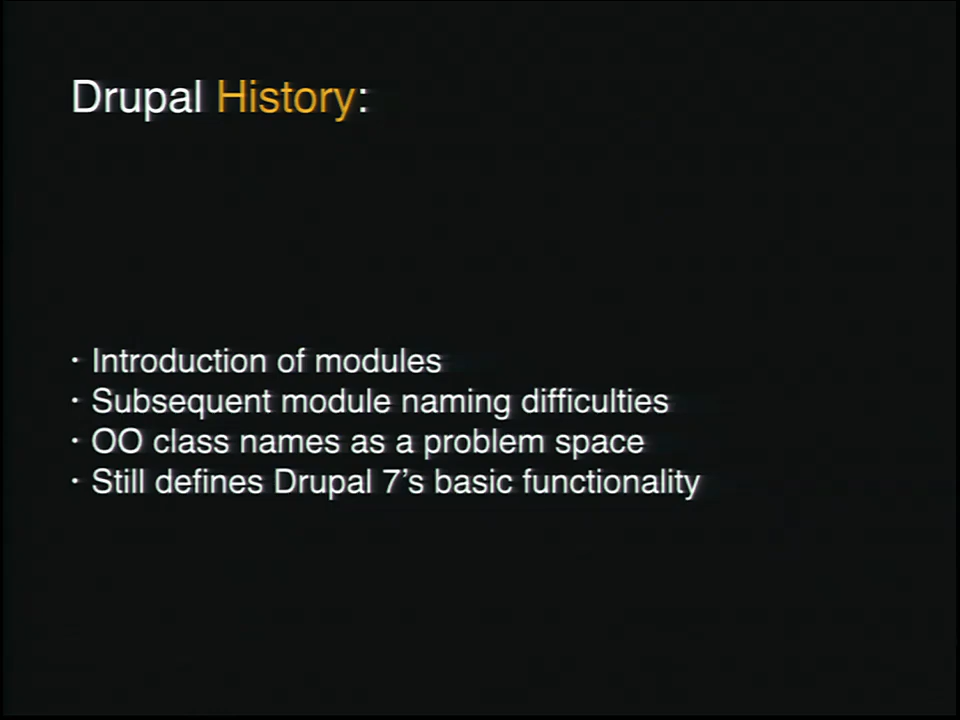 Drupal History:
· Introduction of modules
· Subsequent module naming difficulties
· OO class names as a problem space
· Still defines Drupal 7’s basic functionality